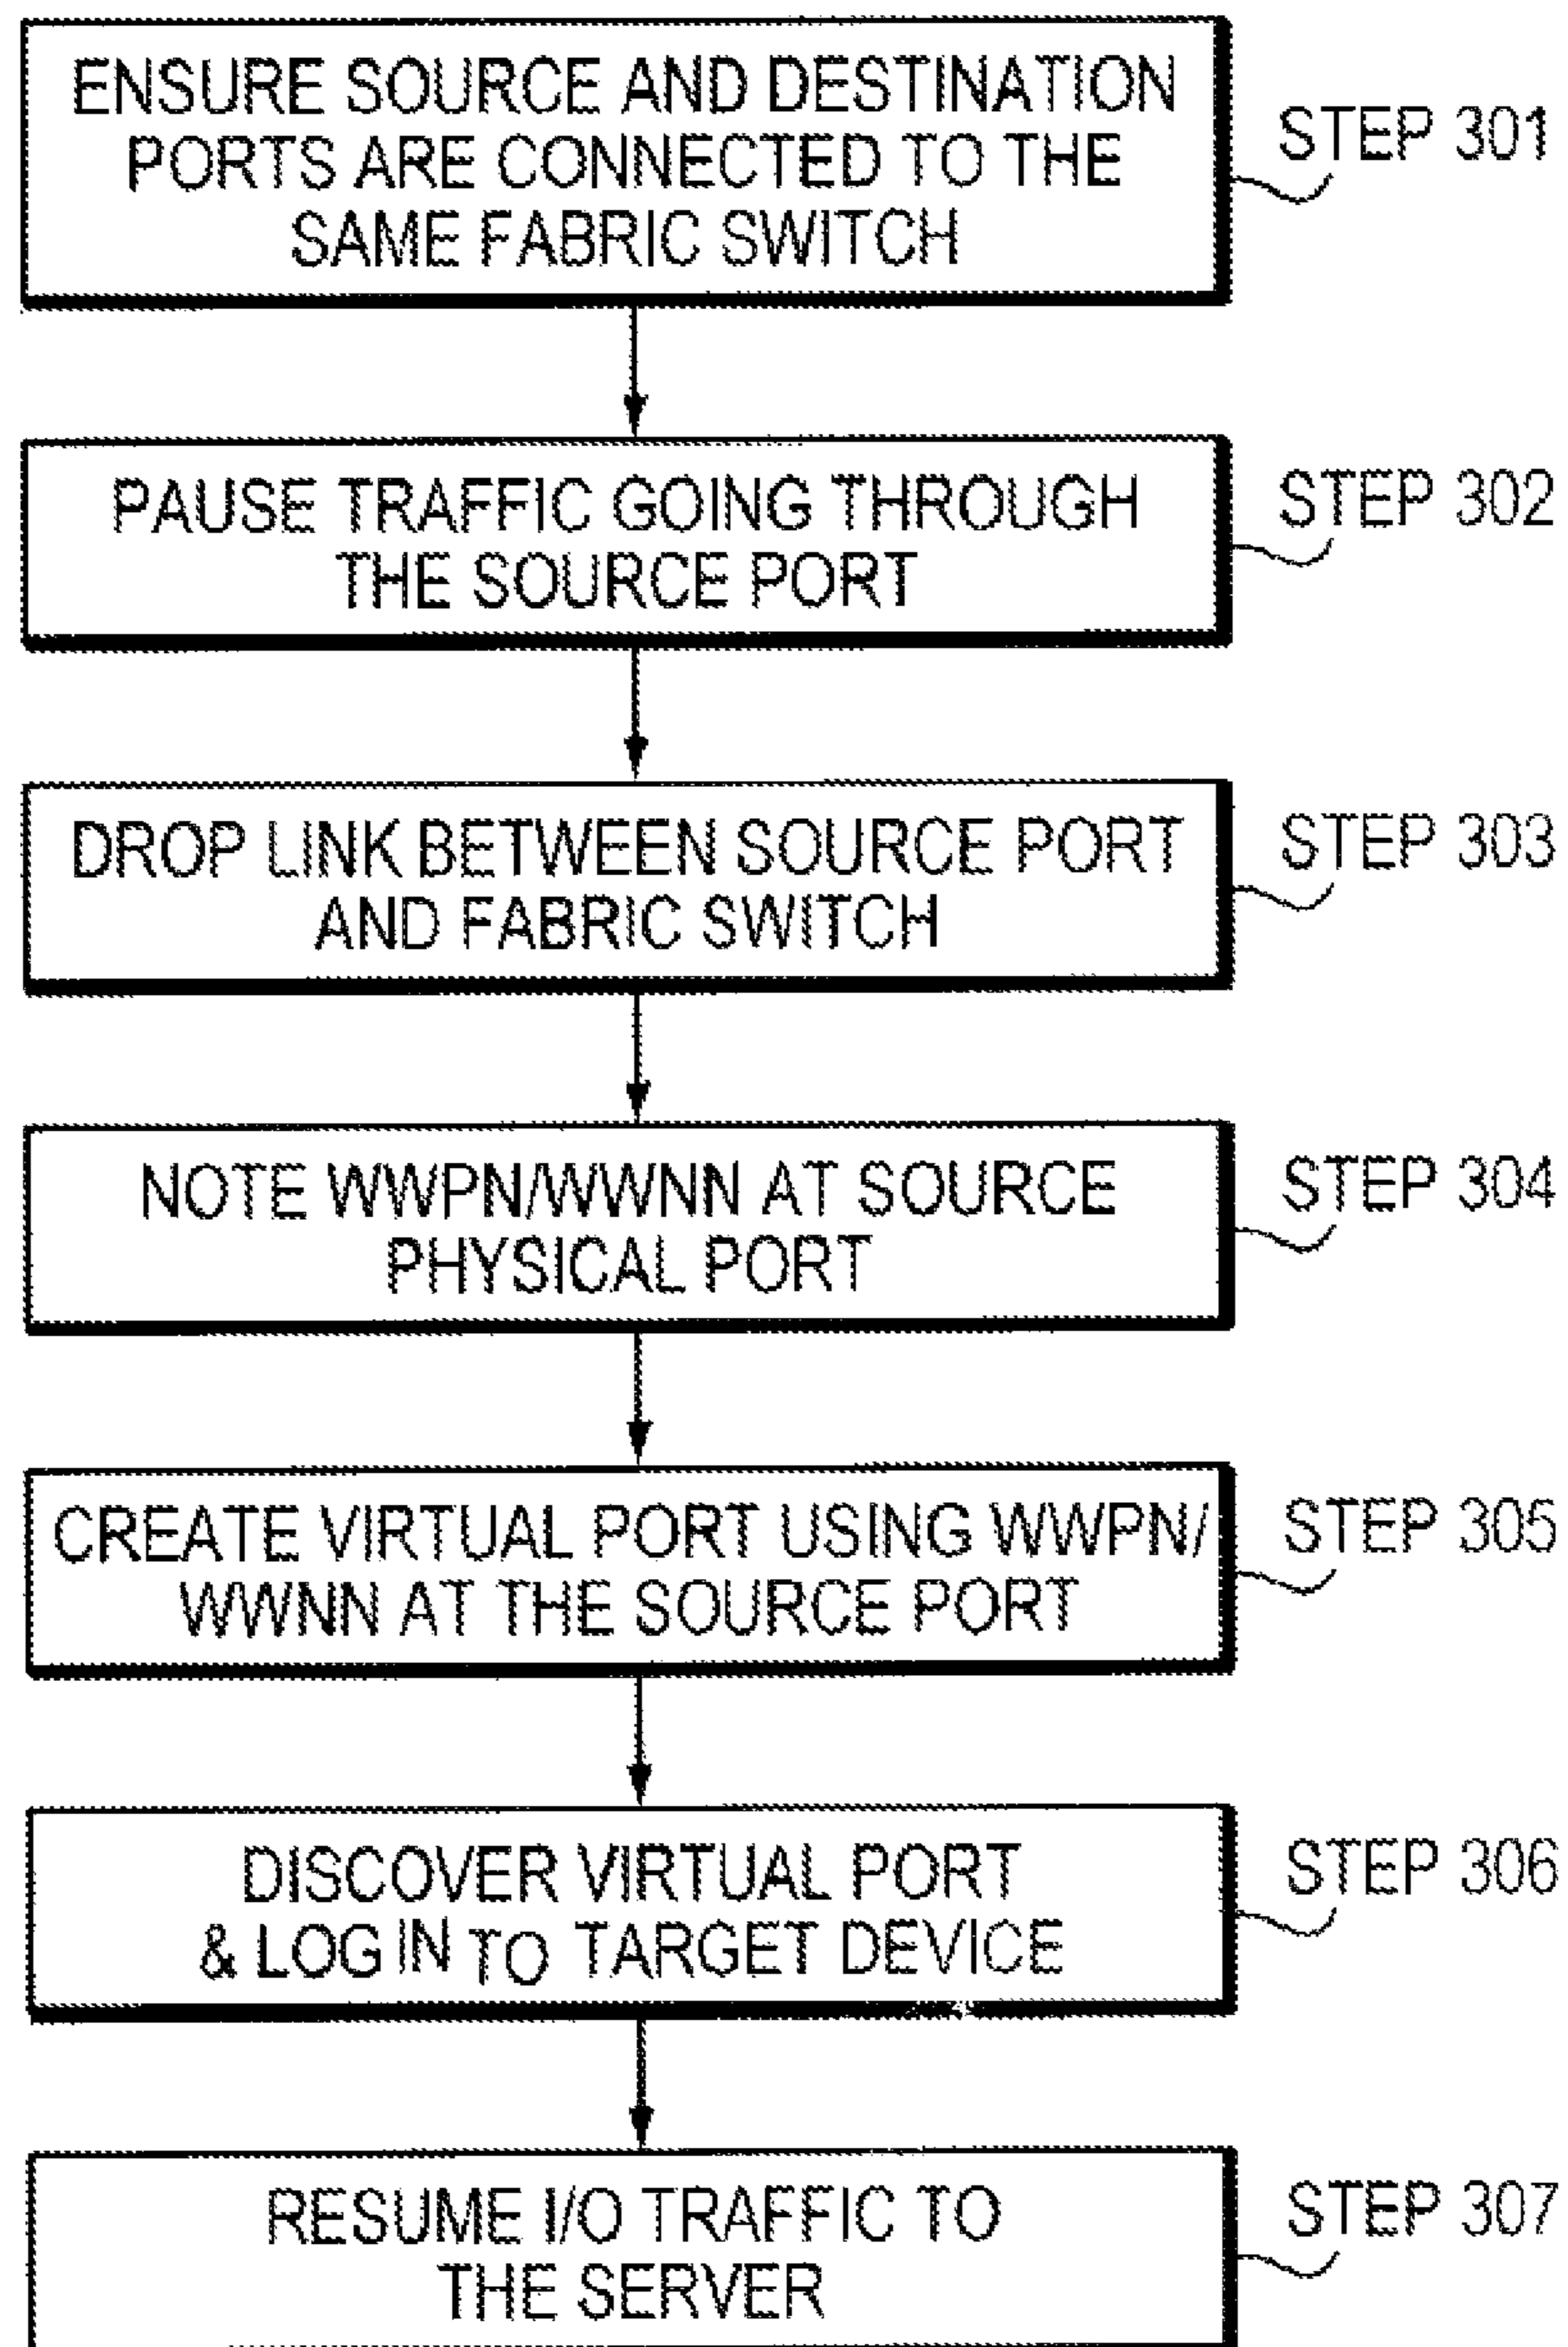 ENSURE SOURCE AND DESTINATION
PORTS ARE CONNECTED TO THE
SAME FABRIC SWITCH
STEP 301
PAUSE TRAFFIC GOING THROUGH
THE SOURCE PORT
STEP 302
DROP LINK BETWEEN SOURCE PORT
AND FABRIC SWITCH
STEP 303
NOTE WWPN/WWNN AT SOURCE
PHYSICAL PORT
STEP 304
CREATE VIRTUAL PORT USING WWPN/
WWNN AT THE SOURCE PORT
STEP 305
DISCOVER VIRTUAL PORT
& LOG IN TO TARGET DEVICE
STEP 306
RESUME I/O TRAFFIC TO
THE SERVER
STEP 307